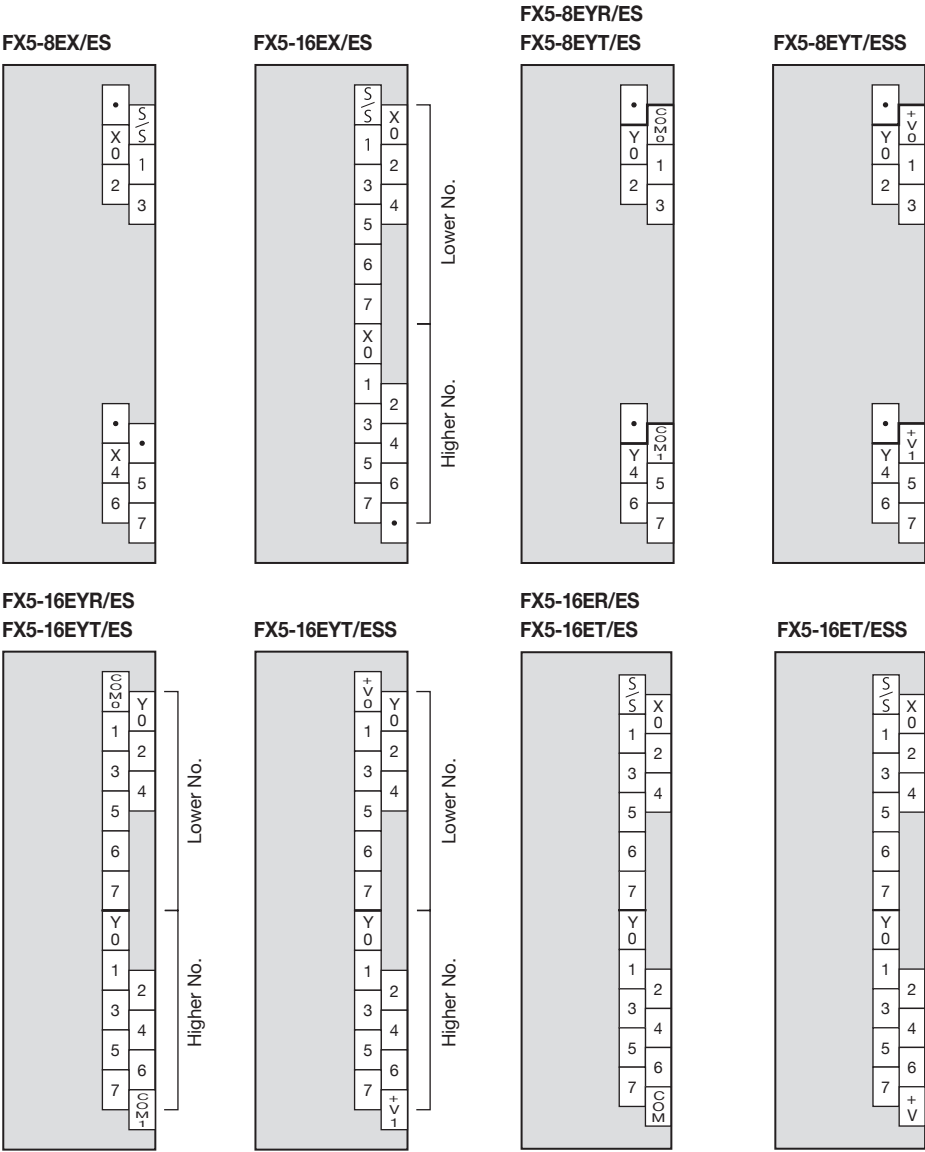 FX5-8EX/ES
•
S/S
X0
1
2
3
•
•
X4
5
6
7
FX5-16EX/ES
S/S
X0
1
2
3
4
5
6
7
Lower No.
X0
1
2
3
4
5
6
7
•
Higher No.
FX5-8EYR/ES
FX5-8EYT/ES
•
COM0
Y0
1
2
3
•
COM1
Y4
5
6
7
FX5-8EYT/ESS
•
+V0
Y0
1
2
3
•
+V1
Y4
5
6
7
FX5-16EYR/ES
FX5-16EYT/ES
COM0
Y0
1
2
3
4
5
6
7
Lower No.
Y0
1
2
3
4
5
6
7
COM1
Higher No.
FX5-16EYT/ESS
+V0
Y0
1
2
3
4
5
6
7
Lower No.
Y0
1
2
3
4
5
6
7
+V1
Higher No.
FX5-16ER/ES
FX5-16ET/ES
S/S
X0
1
2
3
4
5
6
7
Y0
1
2
3
4
5
6
7
COM
FX5-16ET/ESS
S/S
X0
1
2
3
4
5
6
7
Y0
1
2
3
4
5
6
7
+V